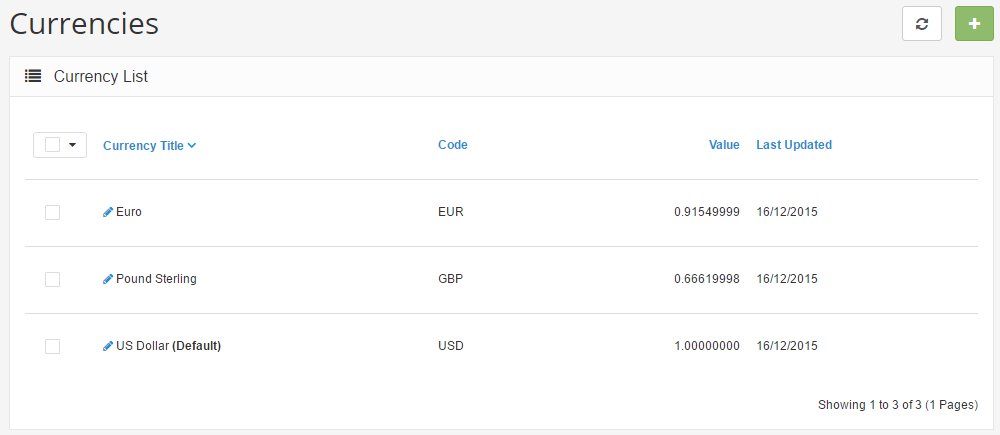 Currencies
Currency List
Currency Title Code Value Last Updated
Euro EUR 0.91549999 16/12/2015
Pound Sterling GBP 0.66619998 16/12/2015
US Dollar (Default) USD 1.00000000 16/12/2015
Showing 1 to 3 of 3 (1 Pages)